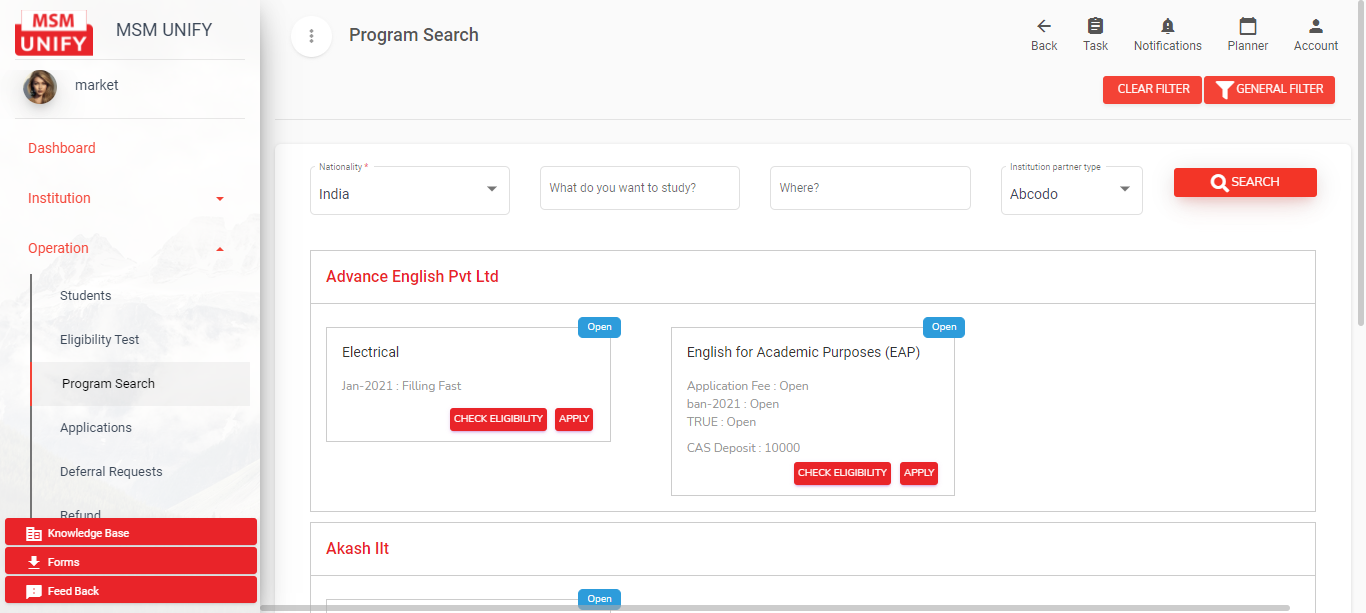 MSM
UNIFY
MSM UNIFY
market
Dashboard
Institution
Operation
Students
Eligibility Test
Program Search
Applications
Deferral Requests
Refund
Knowledge Base
Forms
Feed Back
Program Search
Back
Task
Notifications
Planner
Account
CLEAR FILTER
GENERAL FILTER
Nationality *
India
What do you want to study?
Where?
Institution partner type
Abcodo
SEARCH
Advance English Pvt Ltd
Open
Electrical
Jan-2021 : Filling Fast
CHECK ELIGIBILITY
APPLY
Open
English for Academic Purposes (EAP)
Application Fee : Open
ban-2021 : Open
TRUE : Open
CAS Deposit : 10000
CHECK ELIGIBILITY
APPLY
Akash IIt
Open